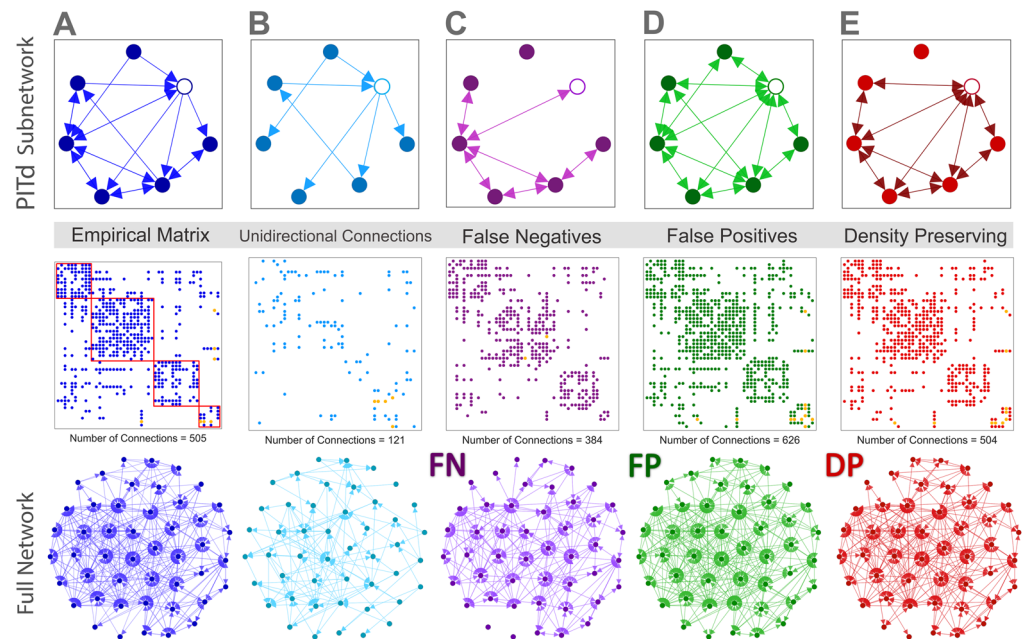 A B C D E
PITd Subnetwork
Empirical Matrix
Unidirectional Connections
False Negatives
False Positives
Density Preserving
Number of Connections = 505
Number of Connections = 121
Number of Connections = 384
Number of Connections = 626
Number of Connections = 504
Full Network
FN
FP
DP